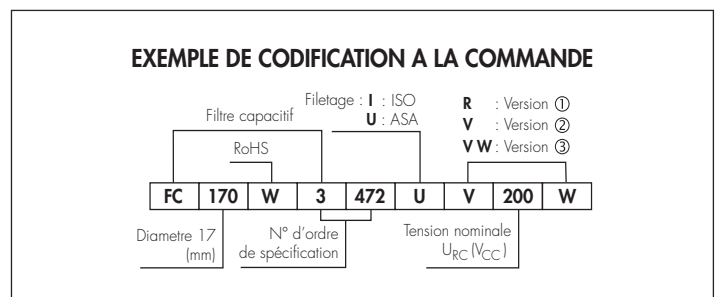 EXEMPLE DE CODIFICATION A LA COMMANDE
Filetage : I : ISO
U : ASA
R : Version ①
V : Version ②
V W : Version ③
Filtre capacitif
RoHS
FC 170 W 3 472 U V 200 W
Diametre 17
(mm)
N° d'ordre
de spécification
Tension nominale
URC (VCC)